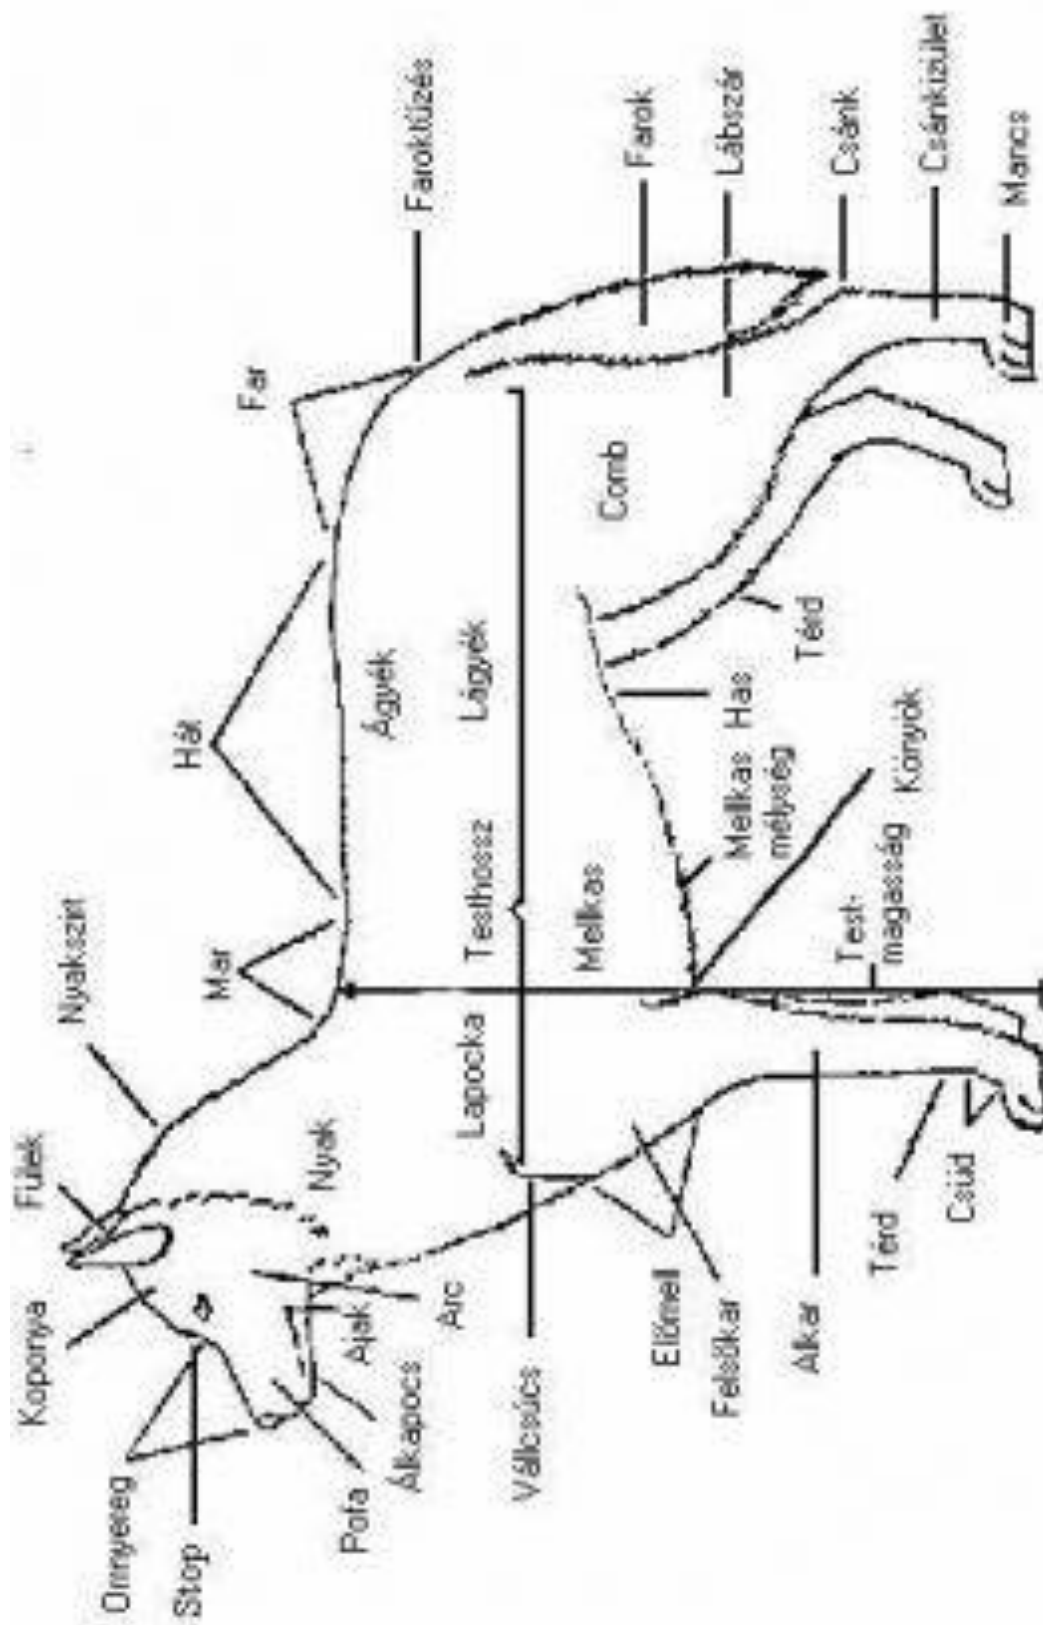 Orrnyereg
Stop
Koponya
Fülek
Nyakszirt
Mar
Hát
Far
Faroktűzés
Pofa
Álkapocs
Ajak
Arc
Nyak
Lapocka
Testhossz
Ágyék
Lágyék
Farok
Lábszár
Csánk
Csánkizület
Mancs
Vállcsúcs
Előmell
Felsőkar
Alkar
Mellkas
Comb
Mellkas
mélység
Has
Térd
Test-
magasság
Könyök
Térd
Csüd